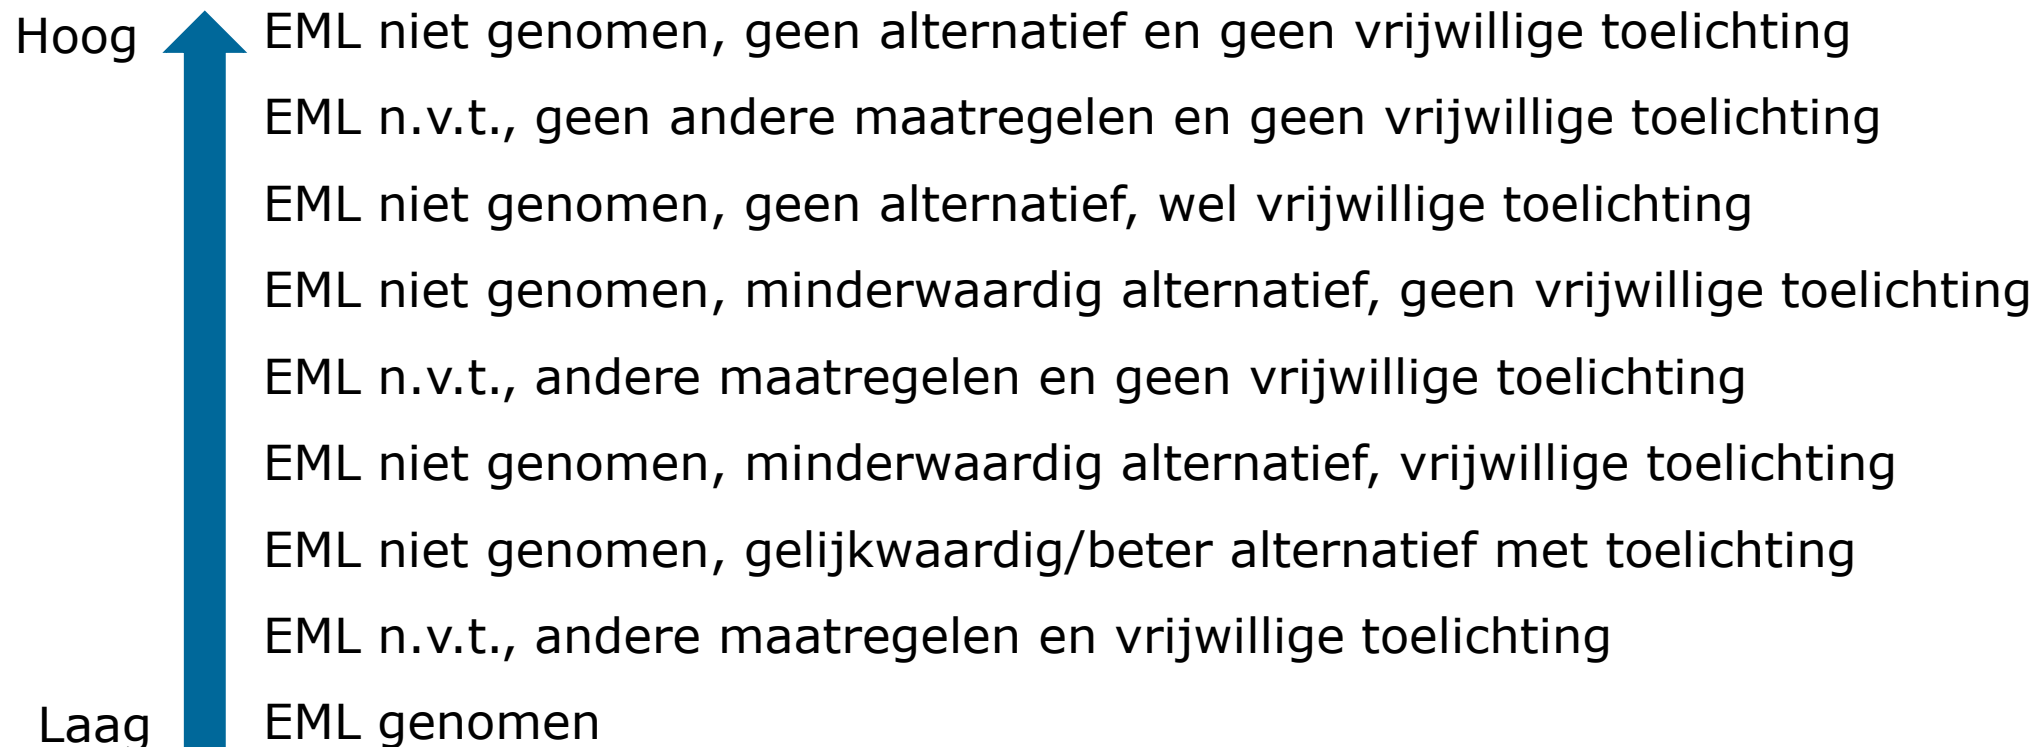 Hoog EML niet genomen, geen alternatief en geen vrijwillige toelichting
EML n.v.t., geen andere maatregelen en geen vrijwillige toelichting
EML niet genomen, geen alternatief, wel vrijwillige toelichting
EML niet genomen, minderwaardig alternatief, geen vrijwillige toelichting
EML n.v.t., andere maatregelen en geen vrijwillige toelichting
EML niet genomen, minderwaardig alternatief, vrijwillige toelichting
EML niet genomen, gelijkwaardig/beter alternatief met toelichting
EML n.v.t., andere maatregelen en vrijwillige toelichting
Laag EML genomen